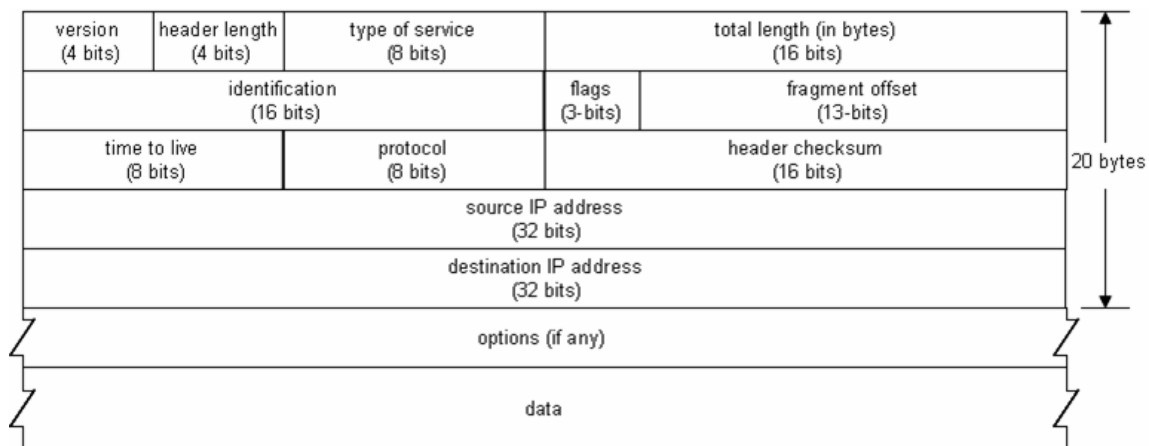 version header length type of service total length (in bytes)
(4 bits) (4 bits) (8 bits) (16 bits)
identification flags fragment offset
(16 bits) (3-bits) (13-bits)
time to live protocol header checksum
(8 bits) (8 bits) (16 bits)
20 bytes
source IP address
(32 bits)
destination IP address
(32 bits)
options (if any)
data